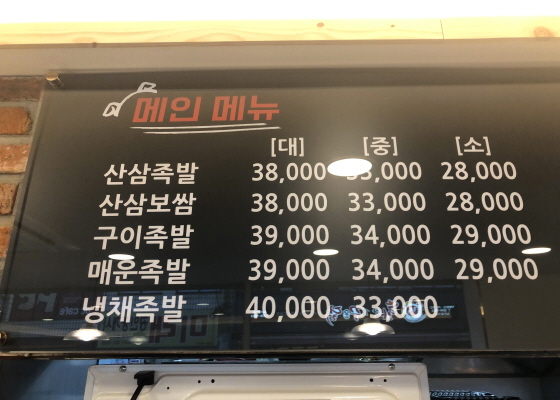 메인 메뉴
[대] [중] [소]
산삼족발 38,000 33,000 28,000
산삼보쌈 38,000 33,000 28,000
구이족발 39,000 34,000 29,000
매운족발 39,000 34,000 29,000
냉채족발 40,000 33,000